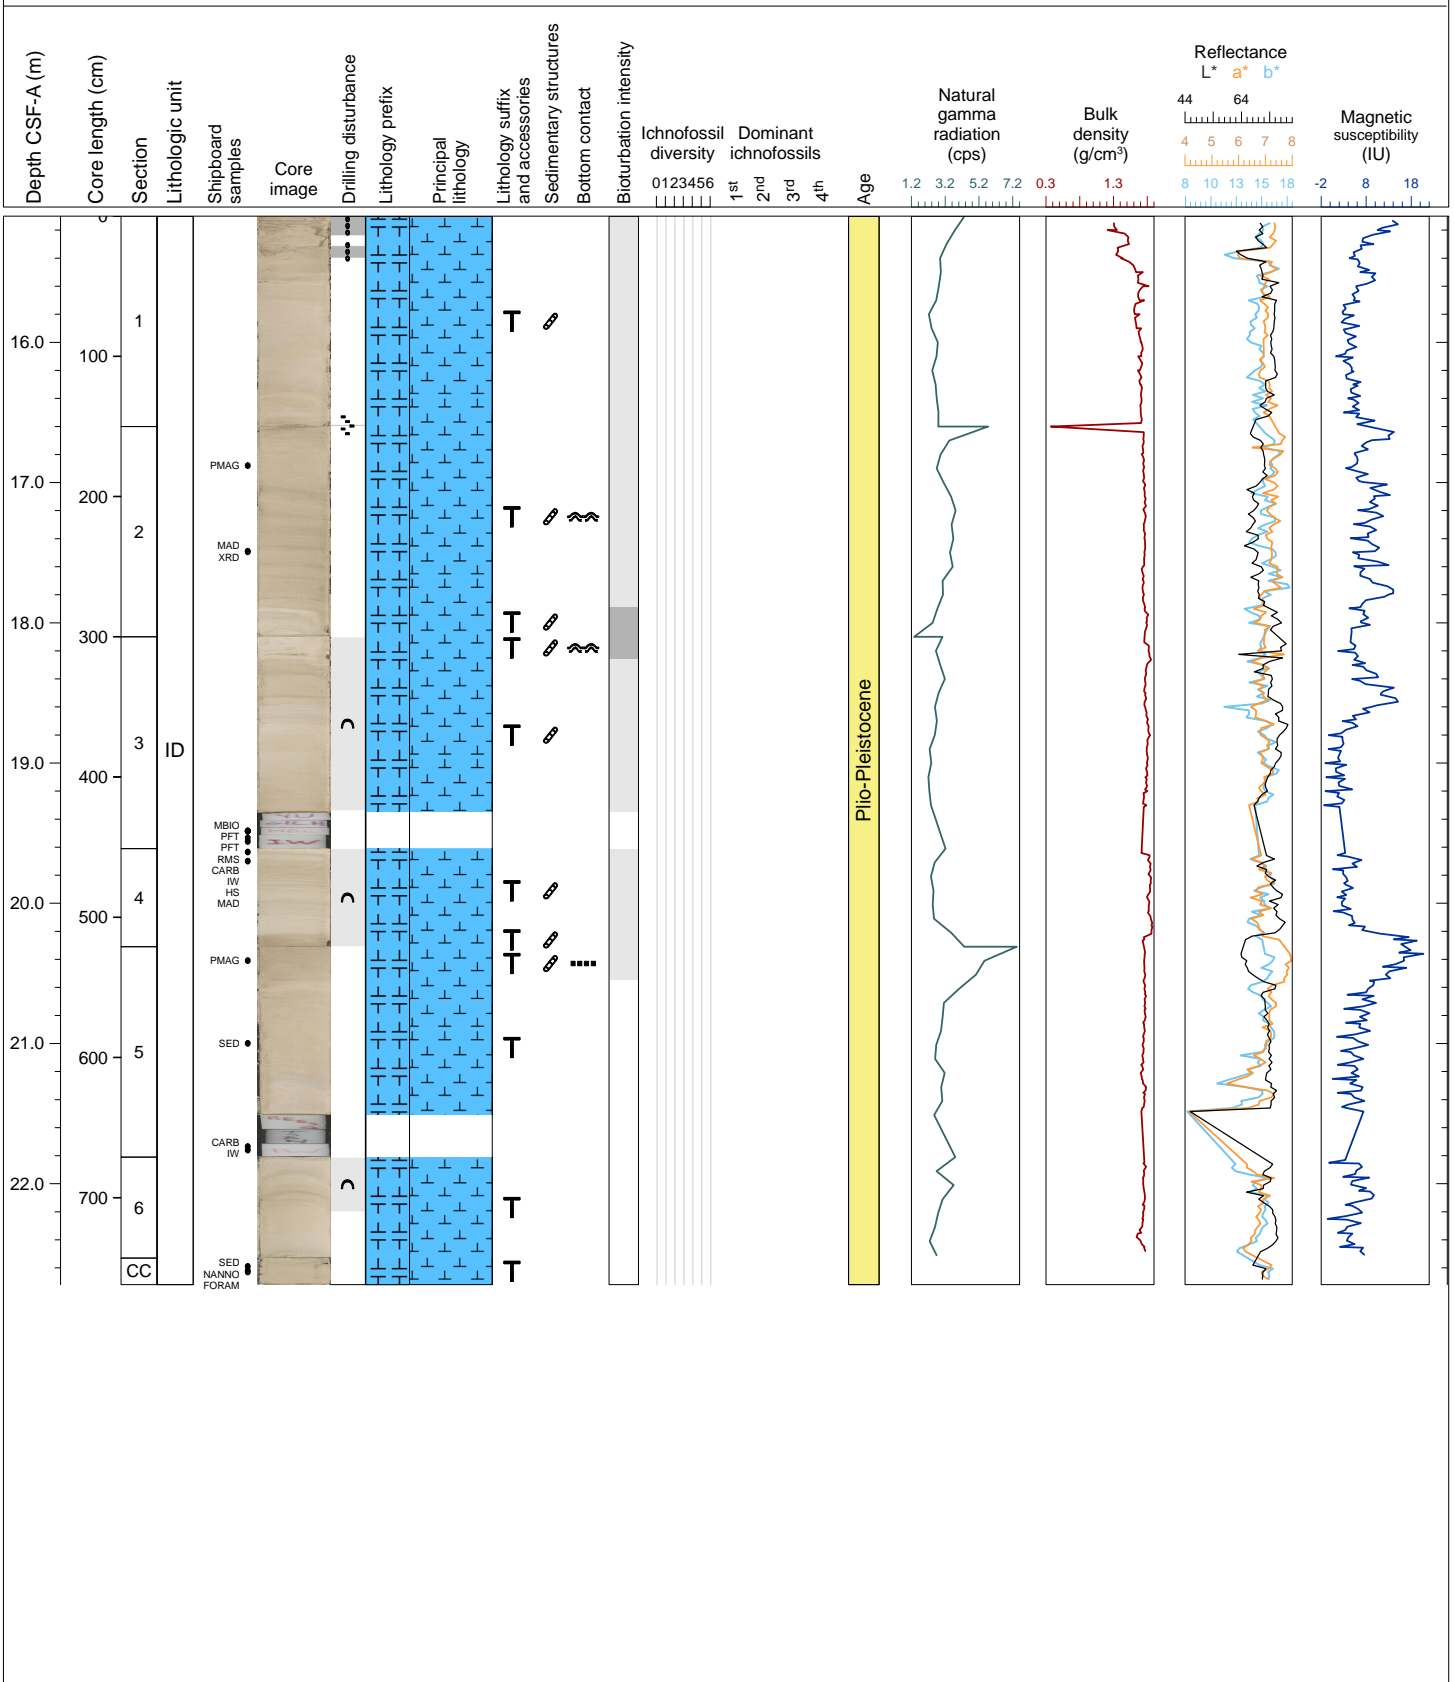 Depth CSF-A (m)
Core length (cm)
Section
Lithologic unit
Shipboard
samples
Core
image
Drilling disturbance
Lithology prefix
Principal
lithology
Lithology suffix
and accessories
Sedimentary structures
Bottom contact
Bioturbation intensity
Ichnofossil
diversity
0123456
Dominant
ichnofossils
1st 2nd 3rd 4th
Age
Natural
gamma
radiation
(cps)
1.2 3.2 5.2 7.2
Bulk
density
(g/cm³)
0.3 1.3
Reflectance
L* a* b*
44 64
4 5 6 7 8
8 10 13 15 18
Magnetic
susceptibility
(IU)
-2 8 18
0
1
16.0
100
PMAG
17.0
200
2
MAD
XRD
18.0
300
3
ID
19.0
400
Plio-Pleistocene
IW
MBIO
PFT
PFT
RMS
CARB
IW
HS
MAD
4
20.0
500
PMAG
SED
21.0
600
5
CARB
IW
22.0
700
6
SED
NANNO
FORAM
CC